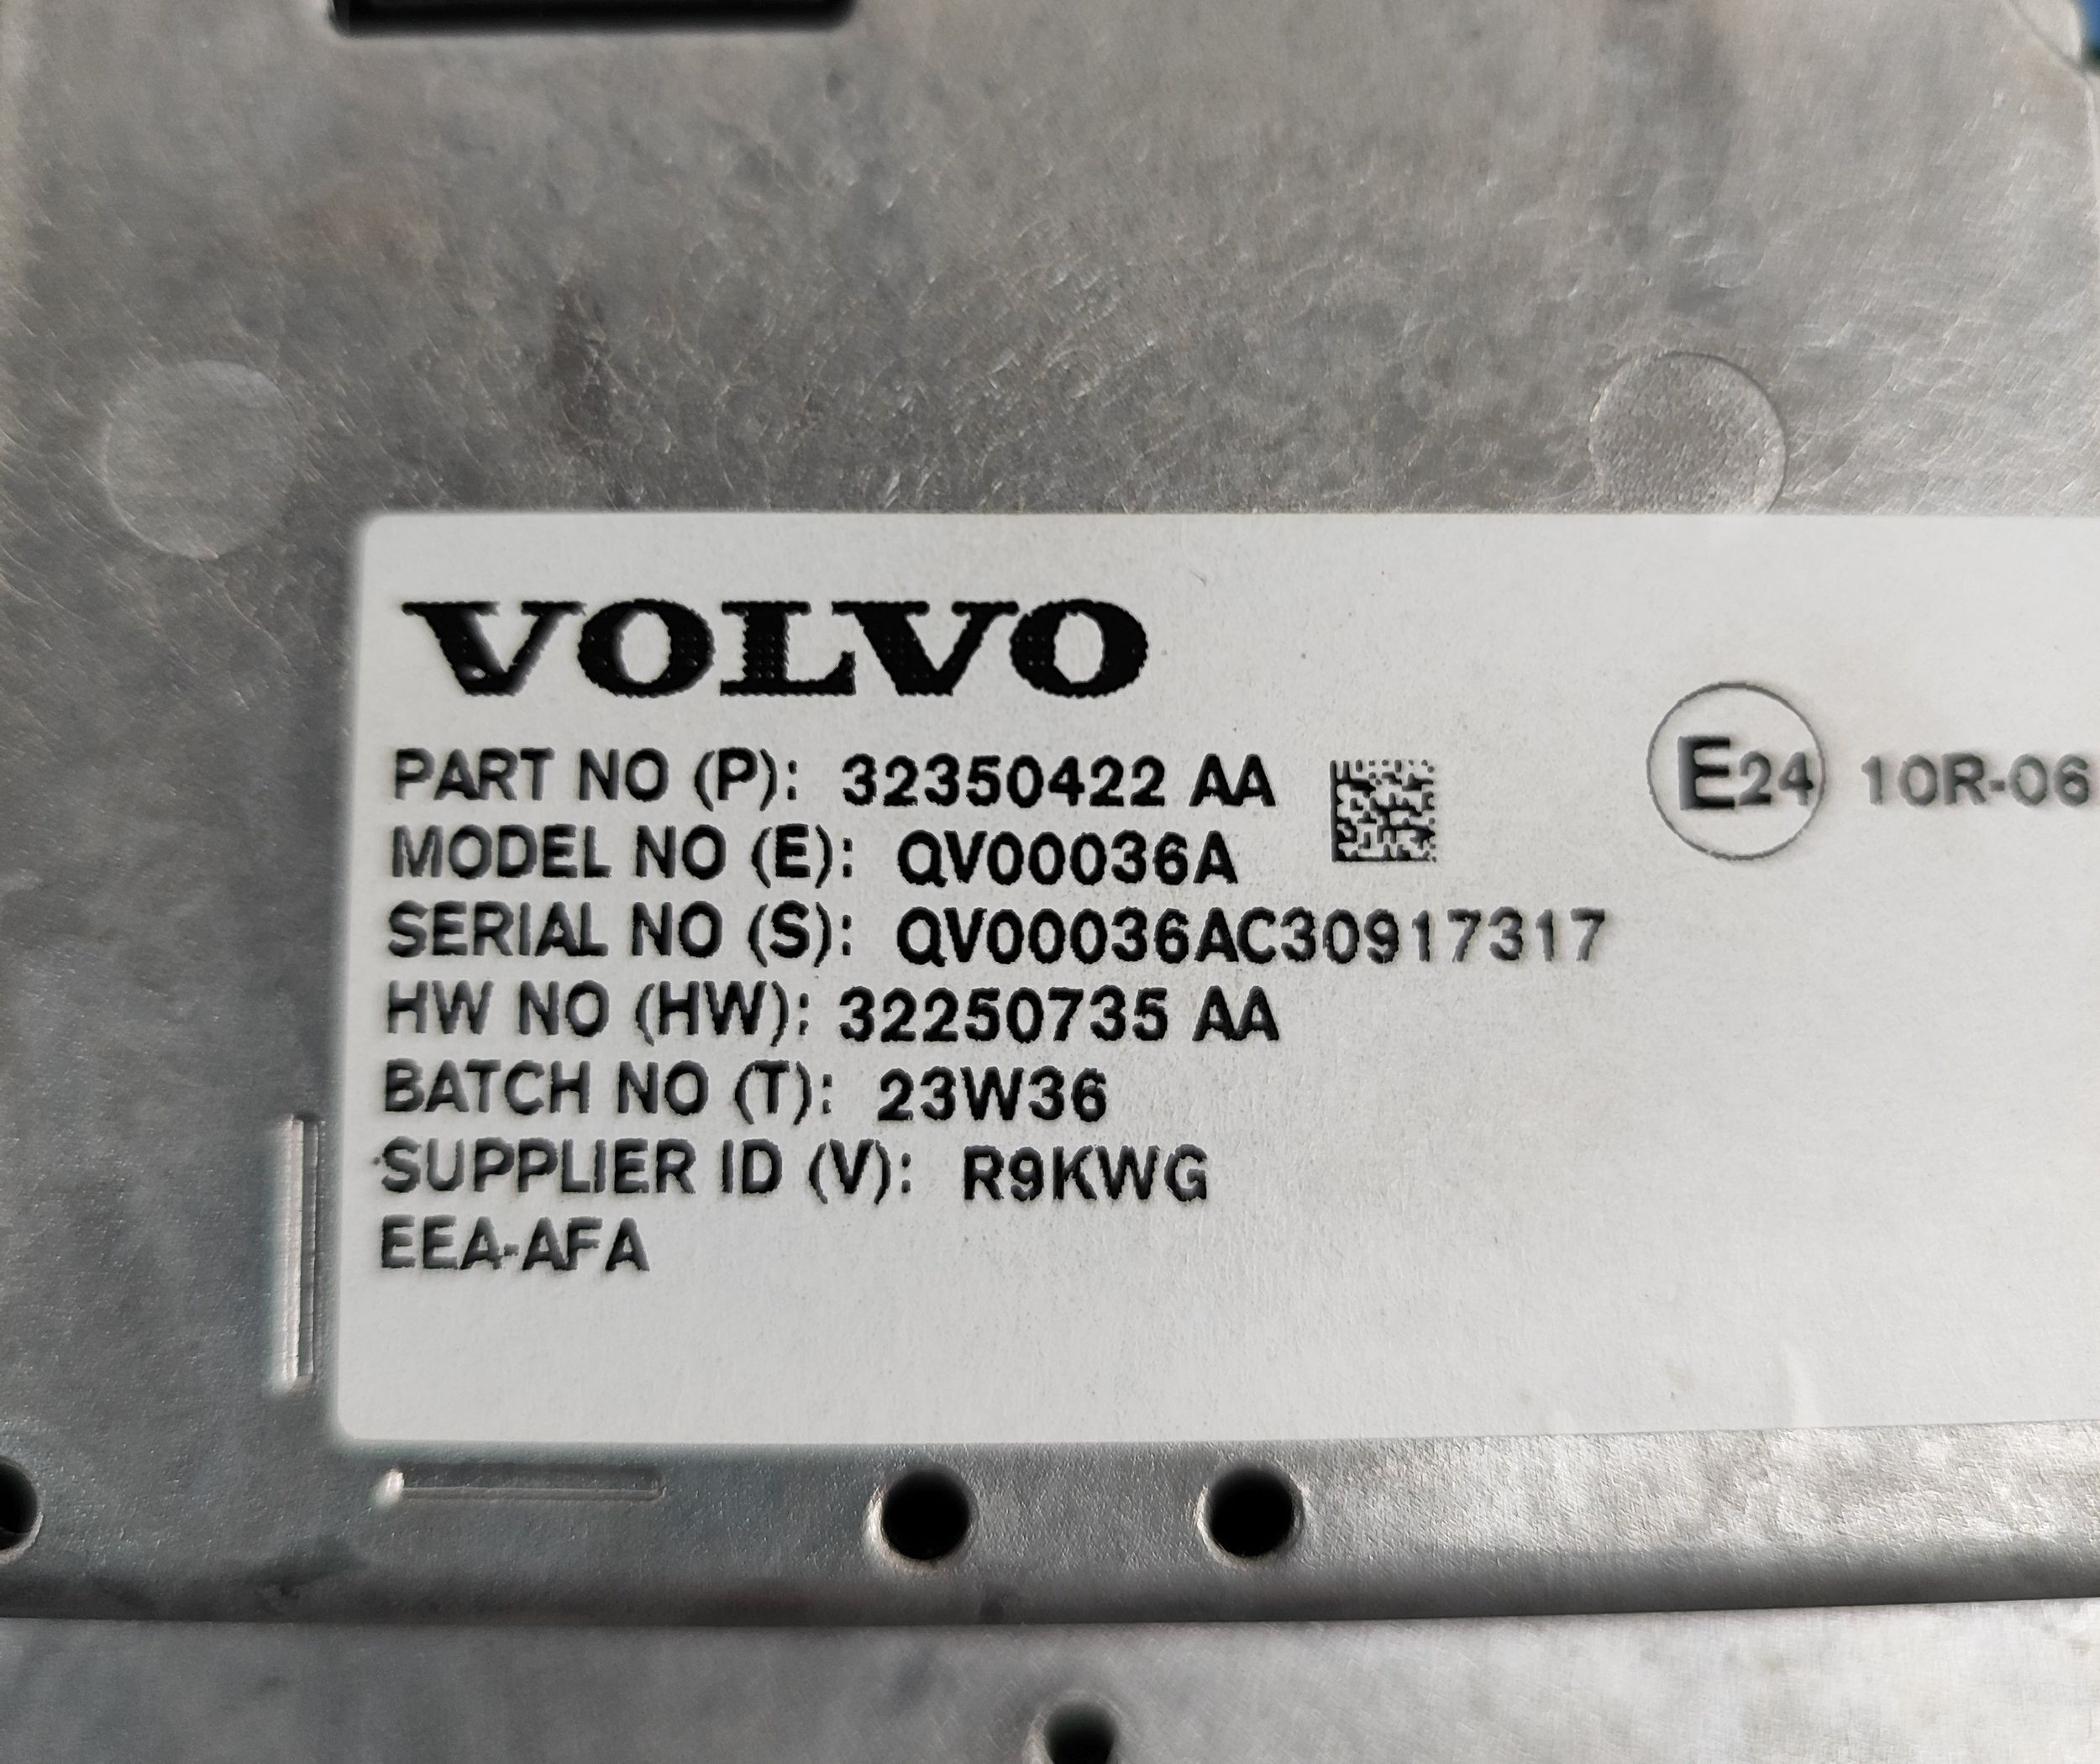 VOLVO
PART NO (P): 32350422 AA
MODEL NO (E): QV00036A
SERIAL NO (S): QV00036AC30917317
HW NO (HW): 32250735 AA
BATCH NO (T): 23W36
SUPPLIER ID (V): R9KWG
EEA-AFA
E24 10R-06